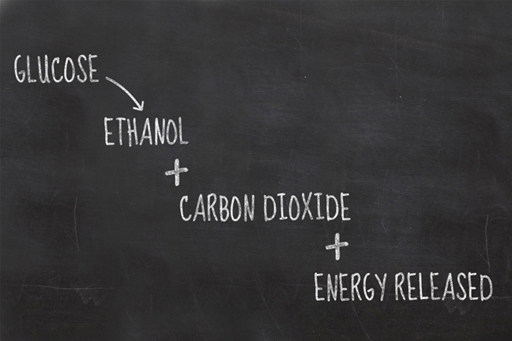 GLUCOSE
ETHANOL
+
CARBON DIOXIDE
+
ENERGY RELEASED